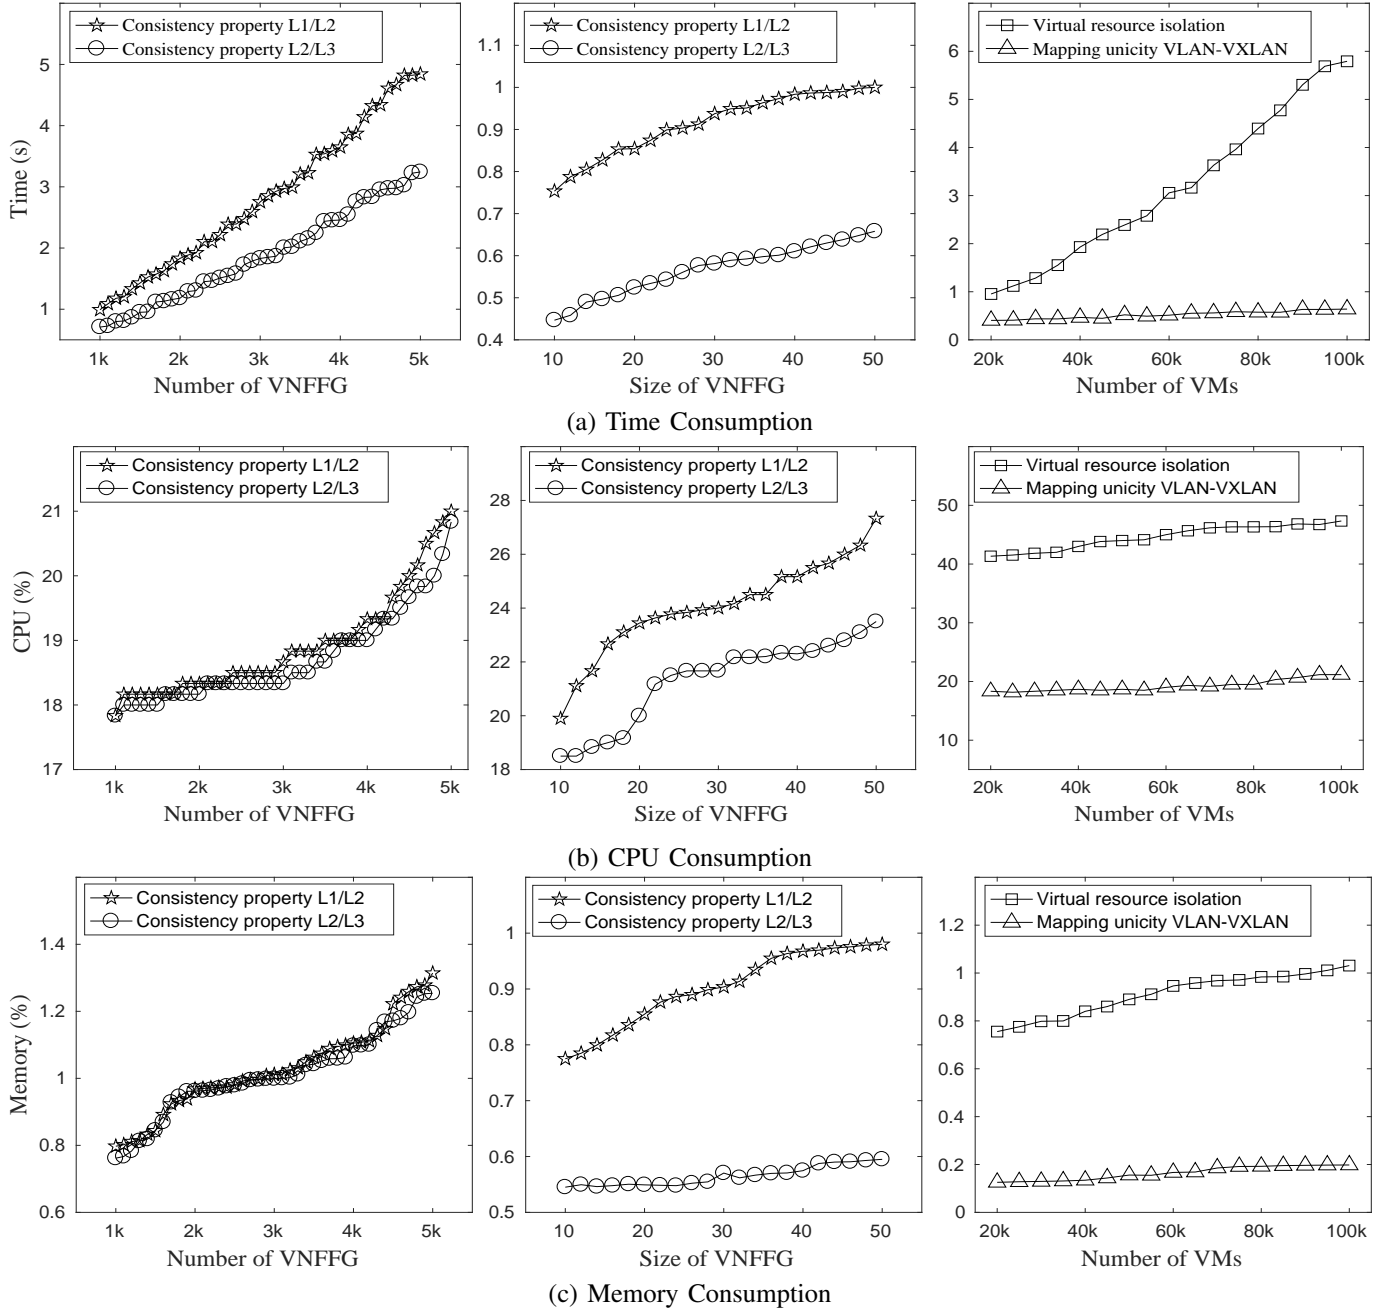 Consistency property L1/L2
Consistency property L2/L3
5
4
3
2
1
Time (s)
1k 2k 3k 4k 5k
Number of VNFFG
Consistency property L1/L2
Consistency property L2/L3
1.1
1
0.9
0.8
0.7
0.6
0.5
0.4
10 20 30 40 50
Size of VNFFG
Virtual resource isolation
Mapping unicity VLAN-VXLAN
6
5
4
3
2
1
0
20k 40k 60k 80k 100k
Number of VMs
(a) Time Consumption
Consistency property L1/L2
Consistency property L2/L3
21
20
19
18
17
CPU (%)
1k 2k 3k 4k 5k
Number of VNFFG
Consistency property L1/L2
Consistency property L2/L3
28
26
24
22
20
18
10 20 30 40 50
Size of VNFFG
Virtual resource isolation
Mapping unicity VLAN-VXLAN
50
40
30
20
10
20k 40k 60k 80k 100k
Number of VMs
(b) CPU Consumption
Consistency property L1/L2
Consistency property L2/L3
1.4
1.2
1
0.8
0.6
Memory (%)
1k 2k 3k 4k 5k
Number of VNFFG
Consistency property L1/L2
Consistency property L2/L3
1
0.9
0.8
0.7
0.6
0.5
10 20 30 40 50
Size of VNFFG
Virtual resource isolation
Mapping unicity VLAN-VXLAN
1.2
1
0.8
0.6
0.4
0.2
0
20k 40k 60k 80k 100k
Number of VMs
(c) Memory Consumption